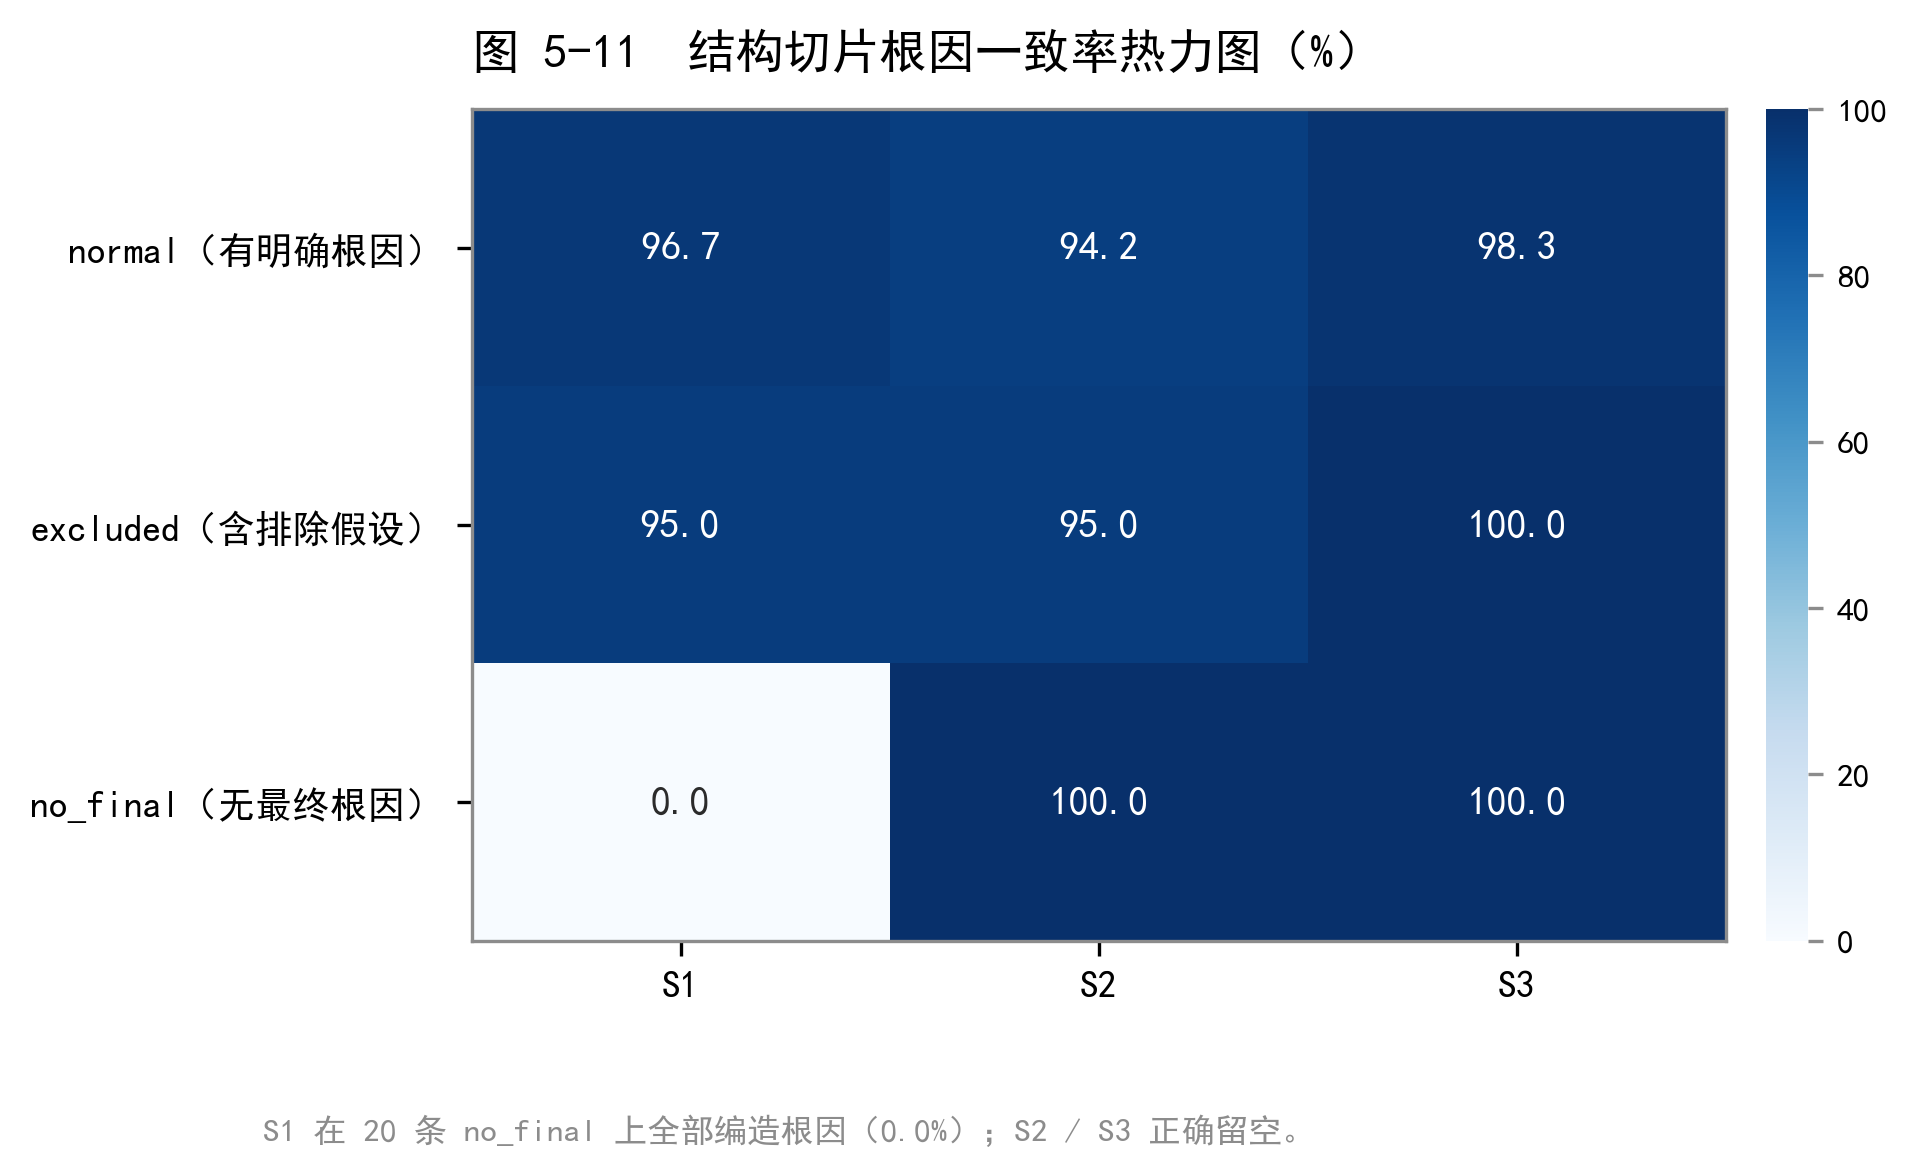 图 5-11 结构切片根因一致率热力图（%）
100
normal（有明确根因）
96.7
94.2
98.3
80
60
excluded（含排除假设）
95.0
95.0
100.0
40
20
no_final（无最终根因）
0.0
100.0
100.0
0
S1
S2
S3
S1 在 20 条 no_final 上全部编造根因（0.0%）；S2 / S3 正确留空。